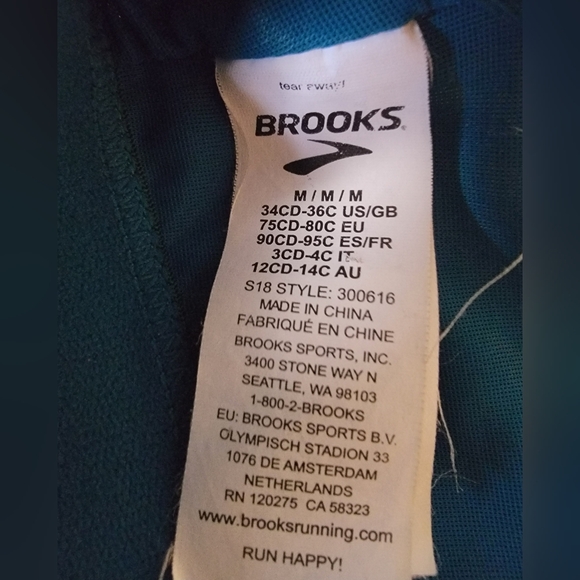 tear away!
BROOKS
M / M / M
34CD-36C US/GB
75CD-80C EU
90CD-95C ES/FR
3CD-4C IT
12CD-14C AU
S18 STYLE: 300616
MADE IN CHINA
FABRIQUÉ EN CHINE
BROOKS SPORTS, INC.
3400 STONE WAY N
SEATTLE, WA 98103
1-800-2-BROOKS
EU: BROOKS SPORTS B.V.
OLYMPISCH STADION 33
1076 DE AMSTERDAM
NETHERLANDS
RN 120275 CA 58323
www.brooksrunning.com
RUN HAPPY!